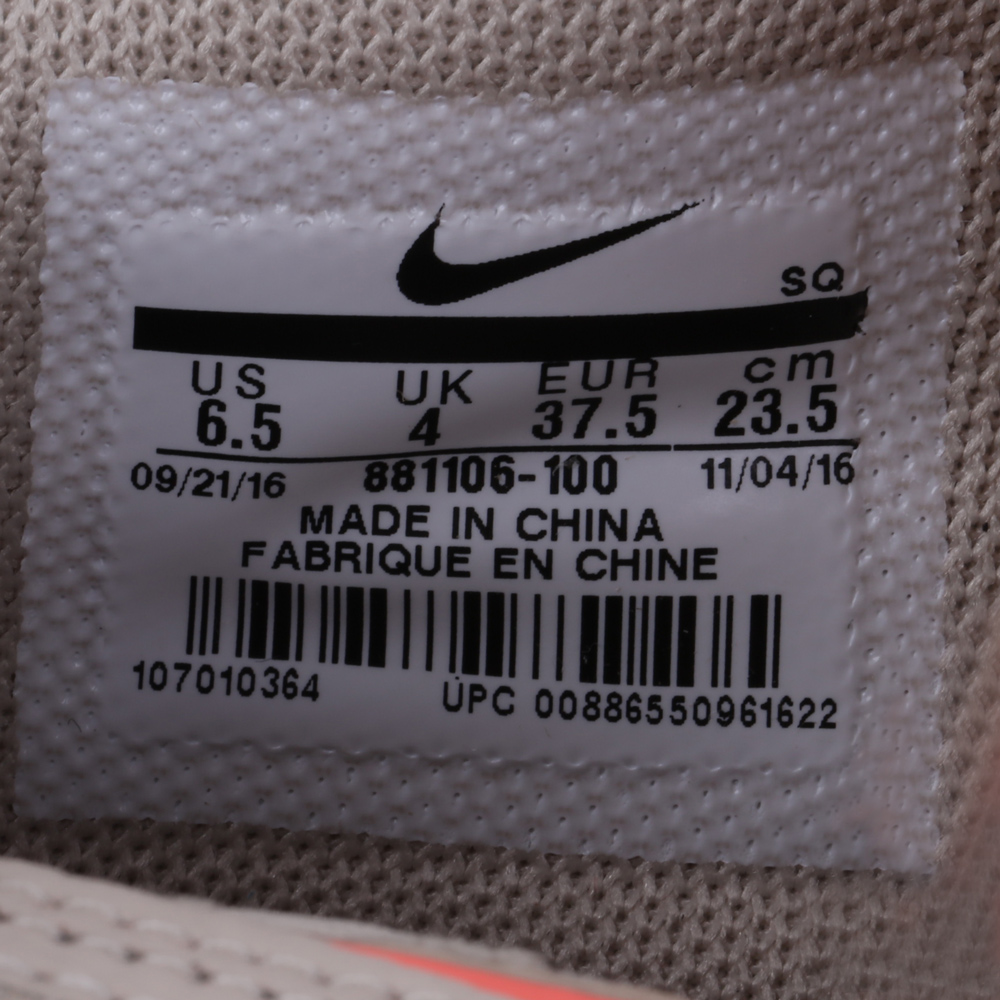 SQ
US UK EUR cm
6.5 4 37.5 23.5
09/21/16 881106-100 11/04/16
MADE IN CHINA
FABRIQUE EN CHINE
107010364 UPC 00886550961622